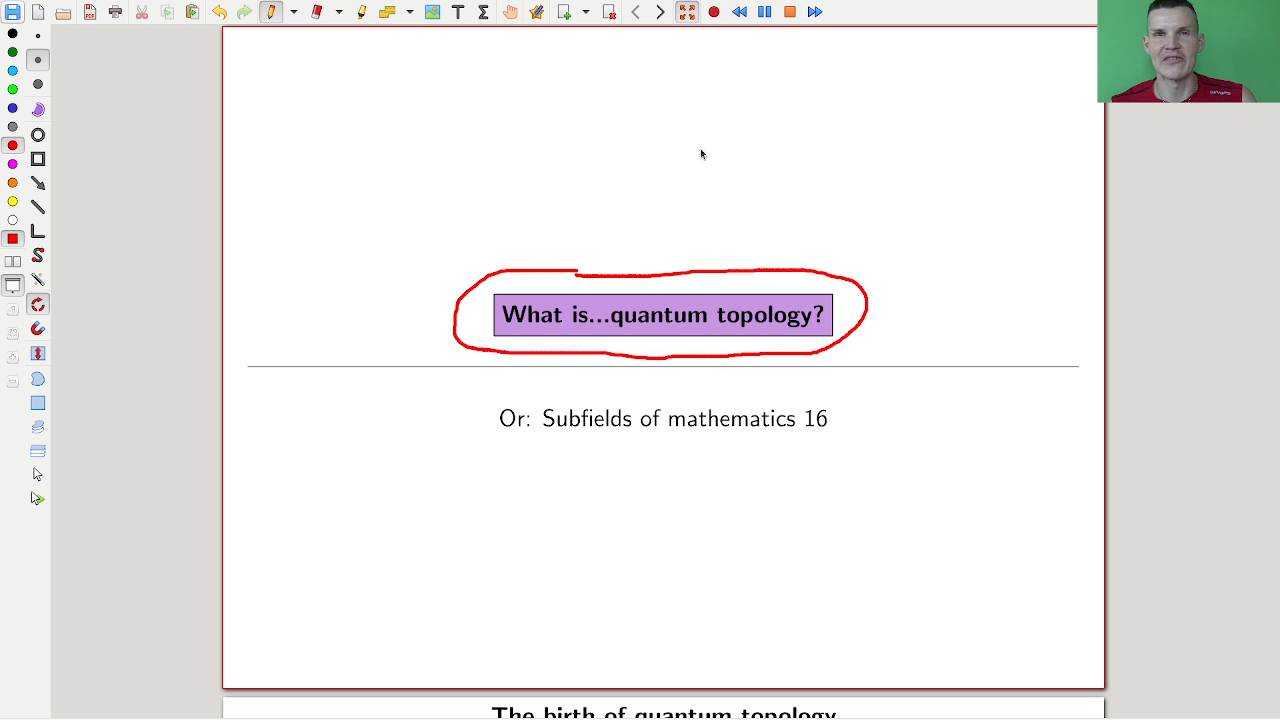 What is...quantum topology?
Or: Subfields of mathematics 16
The birth of quantum topology